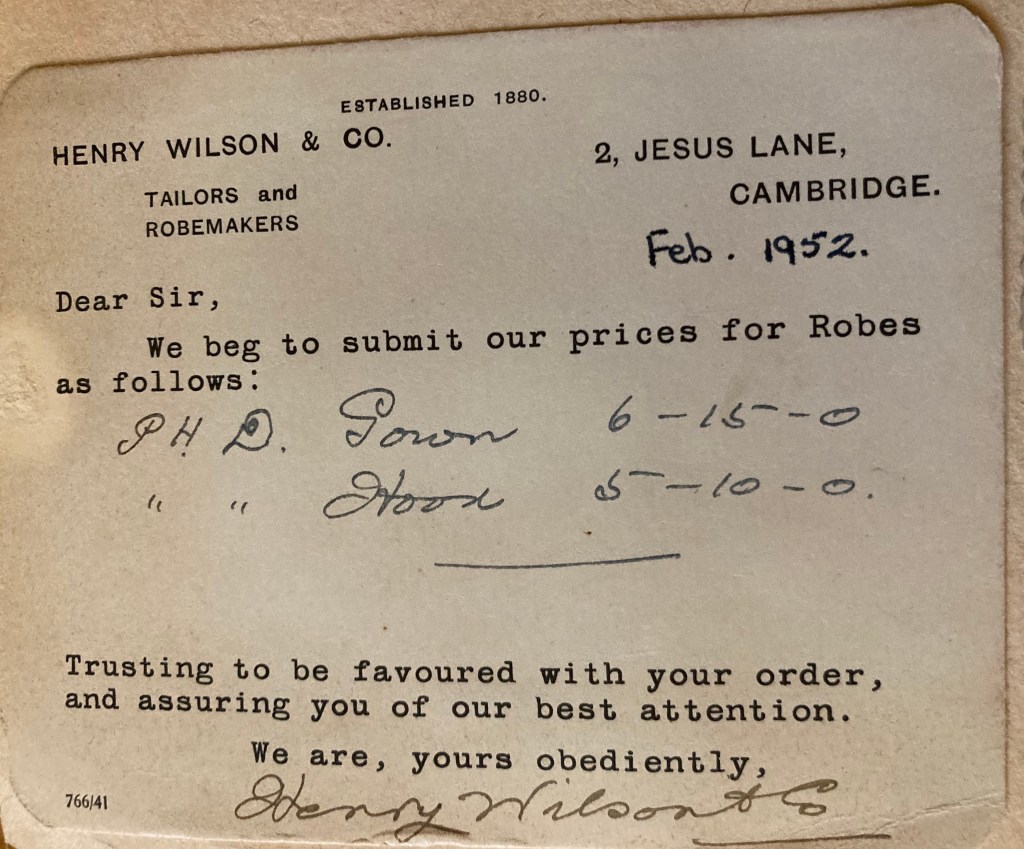 ESTABLISHED 1880.
HENRY WILSON & CO.
TAILORS and
ROBEMAKERS
2, JESUS LANE,
CAMBRIDGE.
Feb. 1952.
Dear Sir,
We beg to submit our prices for Robes
as follows:
PH D. Gown 6-15-0
" " Hood 5-10-0.
Trusting to be favoured with your order,
and assuring you of our best attention.
We are, yours obediently,
766/41
Henry Wilson & Co